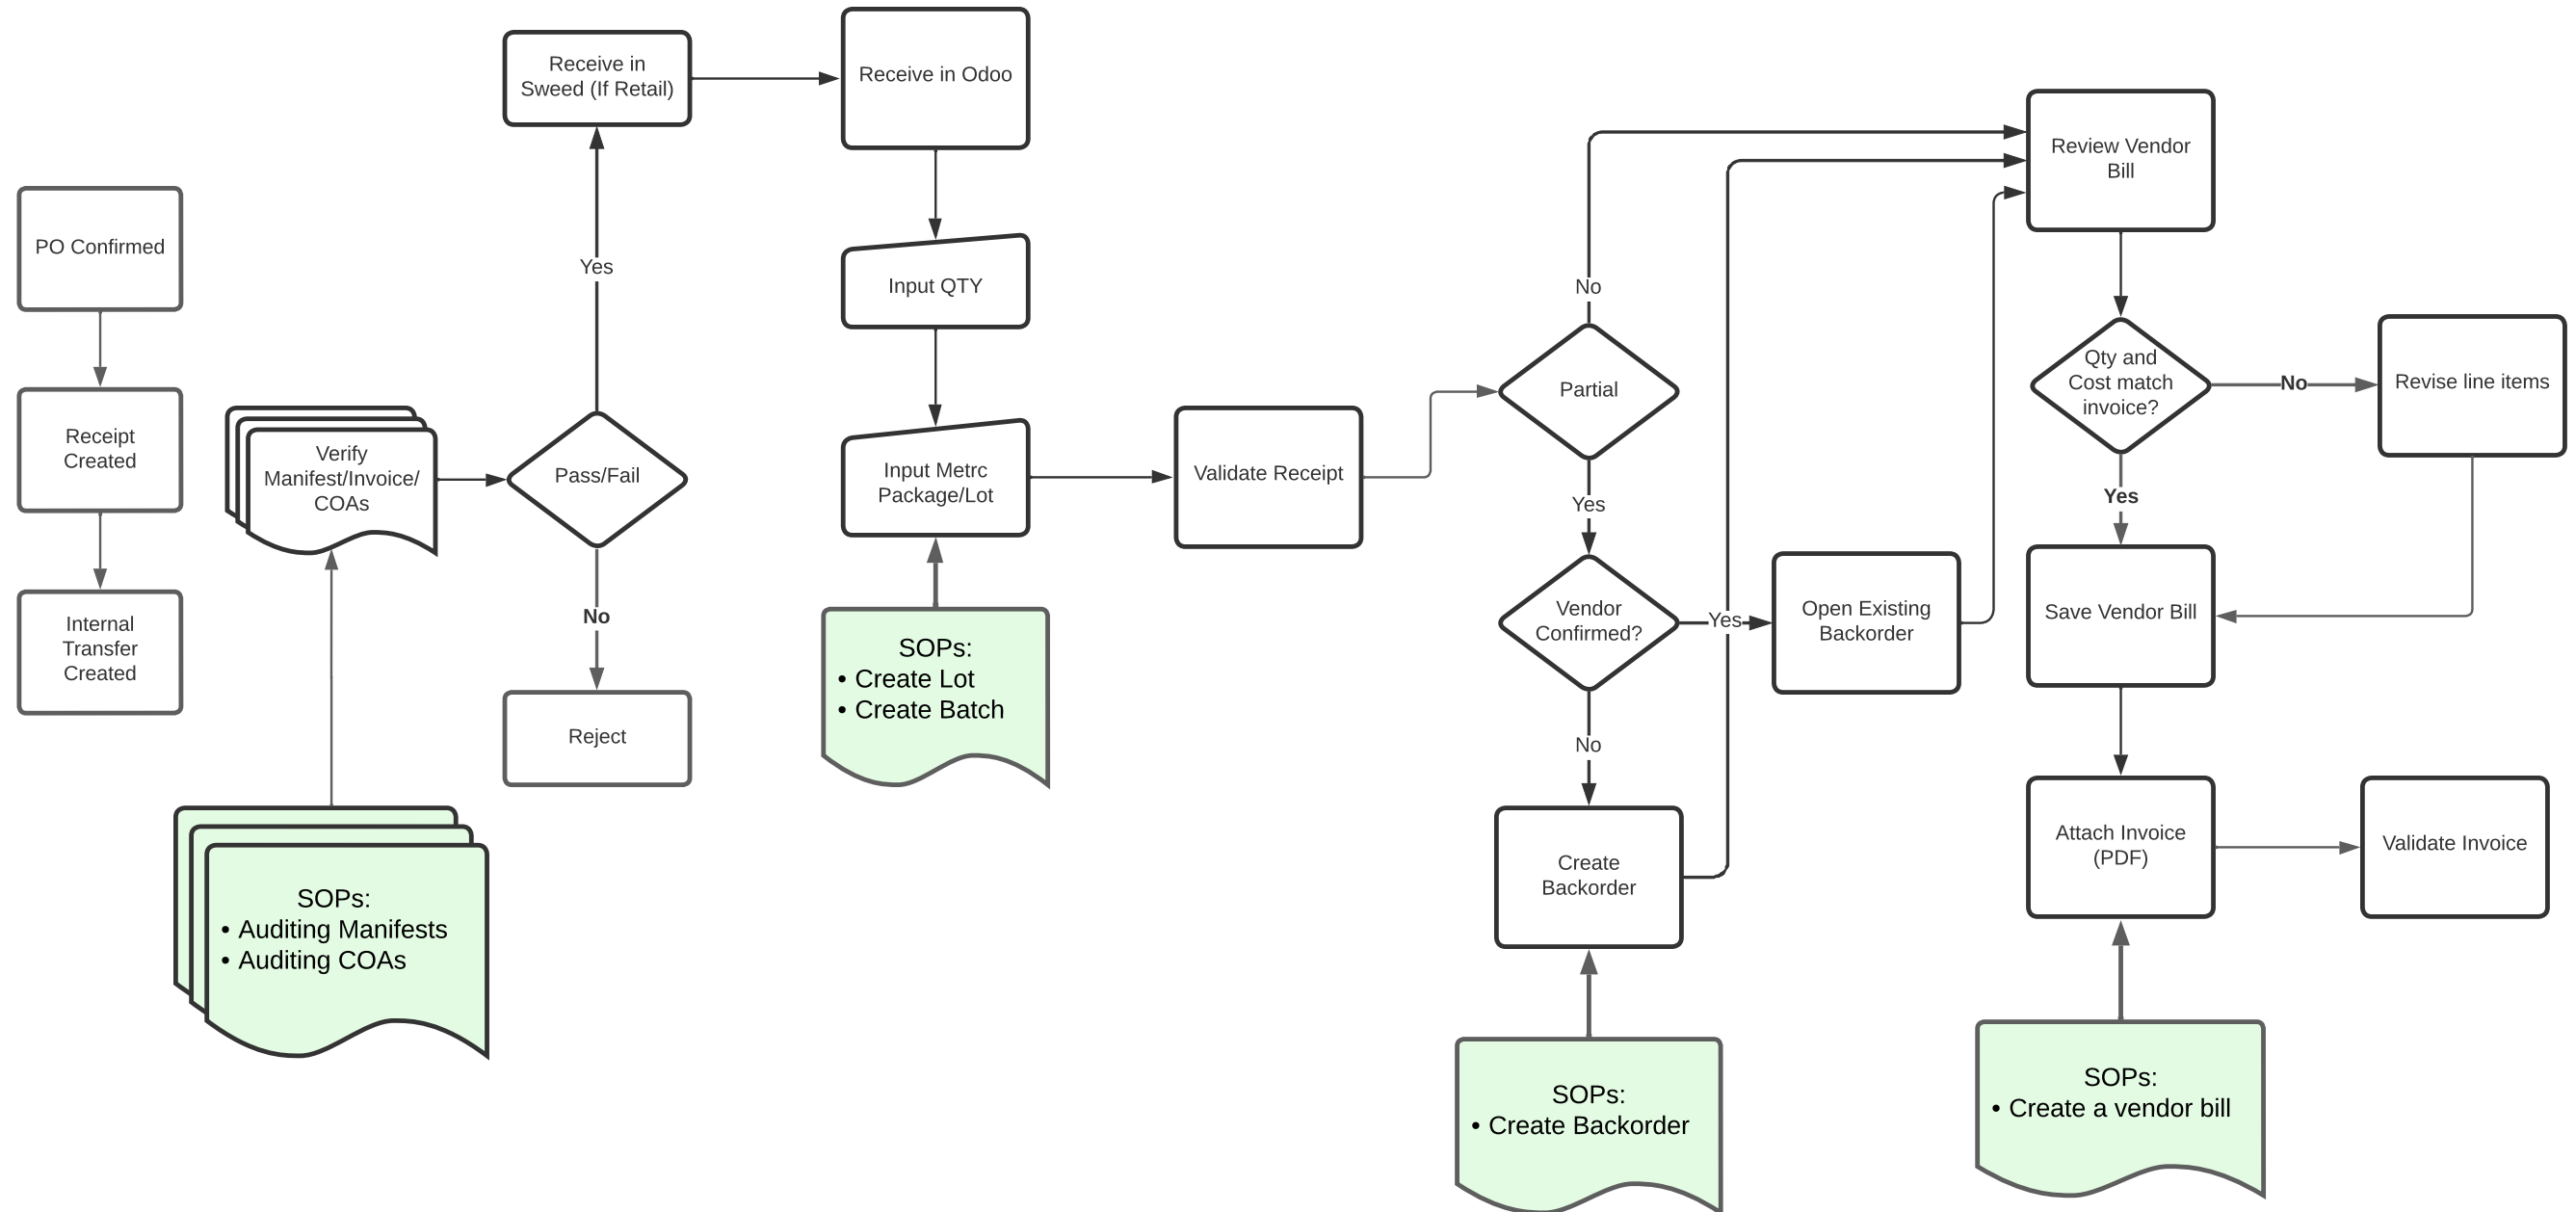 PO Confirmed
Receipt
Created
Internal
Transfer
Created
Verify
Manifest/Invoice/
COAs
SOPs:
• Auditing Manifests
• Auditing COAs
Pass/Fail
Yes
No
Reject
Receive in
Sweed (If Retail)
Receive in Odoo
Input QTY
Input Metrc
Package/Lot
SOPs:
• Create Lot
• Create Batch
Validate Receipt
Partial
No
Yes
Vendor
Confirmed?
Yes
No
Open Existing
Backorder
Create
Backorder
SOPs:
• Create Backorder
Review Vendor
Bill
Qty and
Cost match
invoice?
No
Revise line items
Yes
Save Vendor Bill
Attach Invoice
(PDF)
Validate Invoice
SOPs:
• Create a vendor bill